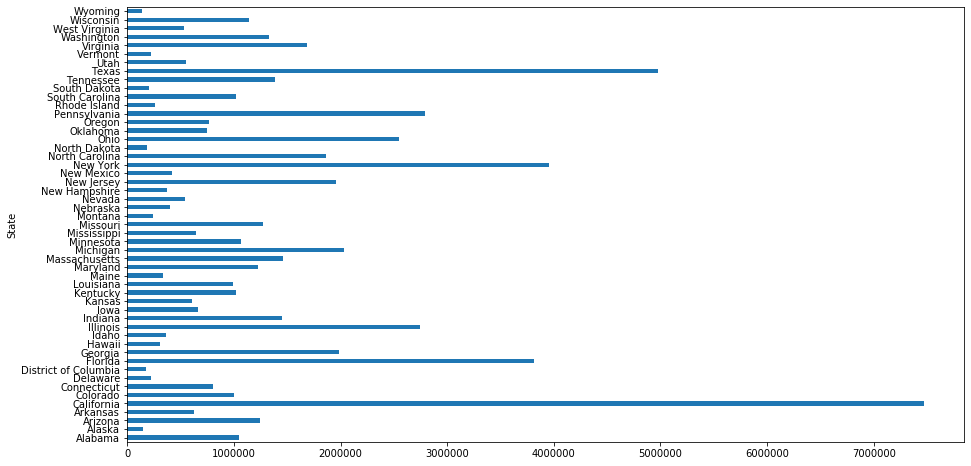 Wyoming
Wisconsin
West Virginia
Washington
Virginia
Vermont
Utah
Texas
Tennessee
South Dakota
South Carolina
Rhode Island
Pennsylvania
Oregon
Oklahoma
Ohio
North Dakota
North Carolina
New York
New Mexico
New Jersey
New Hampshire
Nevada
Nebraska
Montana
Missouri
Mississippi
Minnesota
Michigan
Massachusetts
Maryland
Maine
Louisiana
Kentucky
Kansas
Iowa
Indiana
Illinois
Idaho
Hawaii
Georgia
Florida
District of Columbia
Delaware
Connecticut
Colorado
California
Arkansas
Arizona
Alaska
Alabama
State
0 1000000 2000000 3000000 4000000 5000000 6000000 7000000